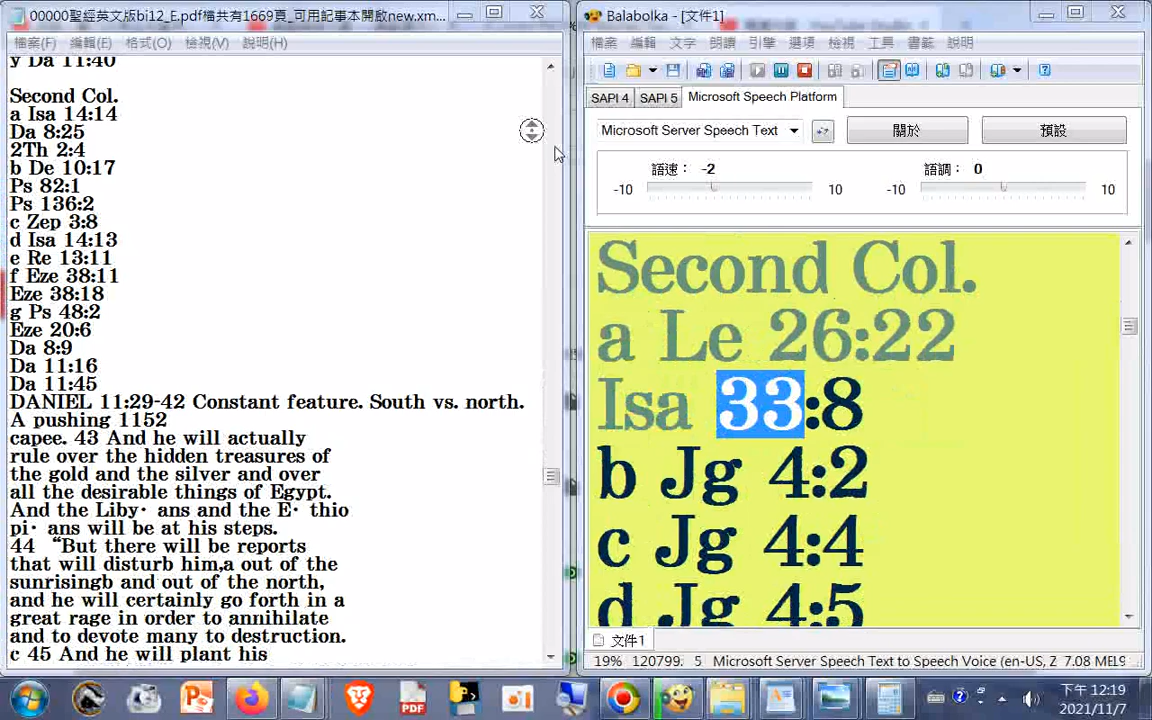 00000聖經英文版bi12_E.pdf檔共有1669頁_可用記事本開啟new.xm...
檔案(F) 編輯(E) 格式(O) 檢視(V) 說明(H)
y Da 11:40
Second Col.
a Isa 14:14
Da 8:25
2Th 2:4
b De 10:17
Ps 82:1
Ps 136:2
c Zep 3:8
d Isa 14:13
e Re 13:11
f Eze 38:11
Eze 38:18
g Ps 48:2
Eze 20:6
Da 8:9
Da 11:16
Da 11:45
DANIEL 11:29-42 Constant feature. South vs. north.
A pushing 1152
capee. 43 And he will actually
rule over the hidden treasures of
the gold and the silver and over
all the desirable things of Egypt.
And the Liby· ans and the E· thio
pi· ans will be at his steps.
44 “But there will be reports
that will disturb him,a out of the
sunrisingb and out of the north,
and he will certainly go forth in a
great rage in order to annihilate
and to devote many to destruction.
c 45 And he will plant his
Balabolka - [文件1]
檔案 編輯 文字 朗讀 引擎 選項 檢視 工具 書籤 說明
SAPI 4 SAPI 5 Microsoft Speech Platform
Microsoft Server Speech Text 關於 預設
語速： -2 語調： 0
-10 10 -10 10
Second Col.
a Le 26:22
Isa 33:8
b Jg 4:2
c Jg 4:4
d Jg 4:5
文件1
19% 120799. 5 Microsoft Server Speech Text to Speech Voice (en-US, Z 7.08 MEL9
PDF
下午 12:19
2021/11/7